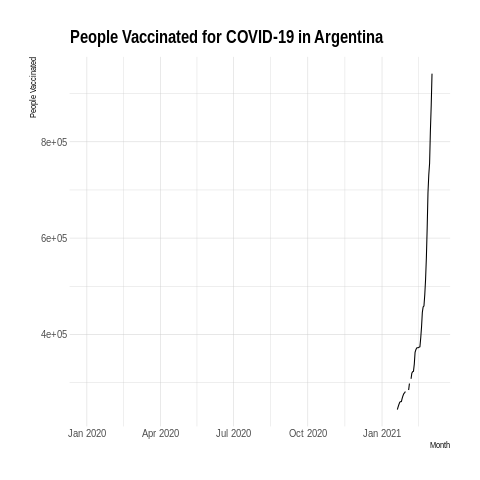 People Vaccinated for COVID-19 in Argentina
People Vaccinated
8e+05
6e+05
4e+05
Jan 2020 Apr 2020 Jul 2020 Oct 2020 Jan 2021
Month